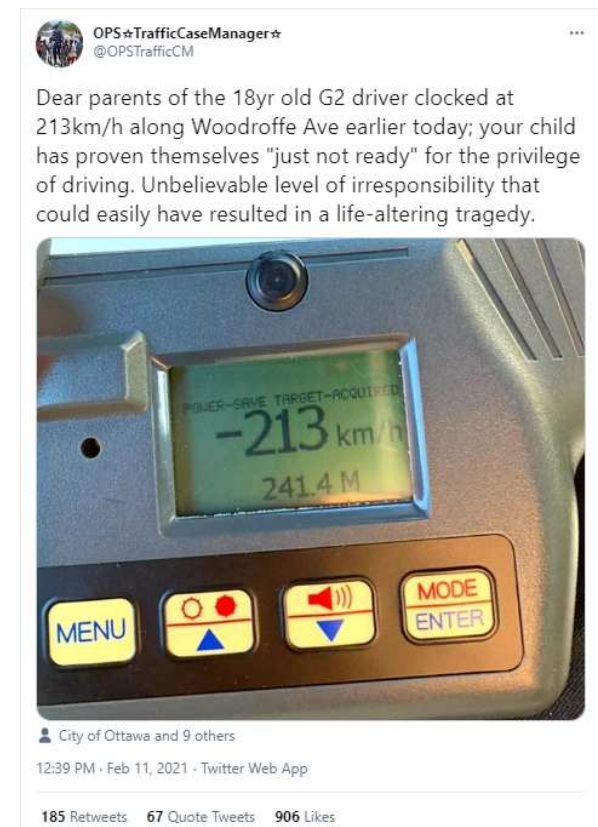 OPS☆TrafficCaseManager☆
@OPSTrafficCM
Dear parents of the 18yr old G2 driver clocked at
213km/h along Woodroffe Ave earlier today; your child
has proven themselves "just not ready" for the privilege
of driving. Unbelievable level of irresponsibility that
could easily have resulted in a life-altering tragedy.
POWER-SAVE TARGET-ACQUIRED
-213 km/h
241.4 M
MENU
MODE
ENTER
City of Ottawa and 9 others
12:39 PM · Feb 11, 2021 · Twitter Web App
185 Retweets 67 Quote Tweets 906 Likes